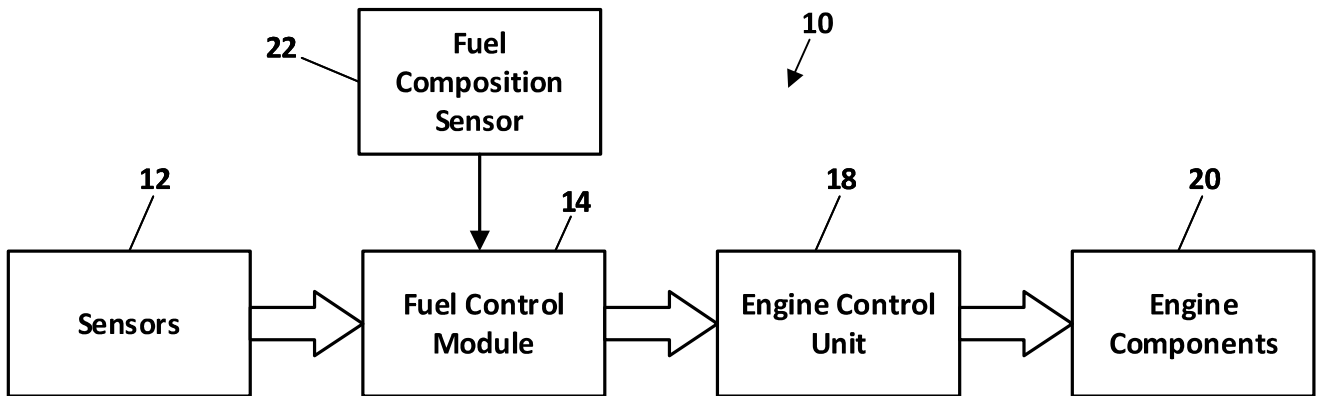 10
22
Fuel
Composition
Sensor
12
14
18
20
Sensors
Fuel Control
Module
Engine Control
Unit
Engine
Components